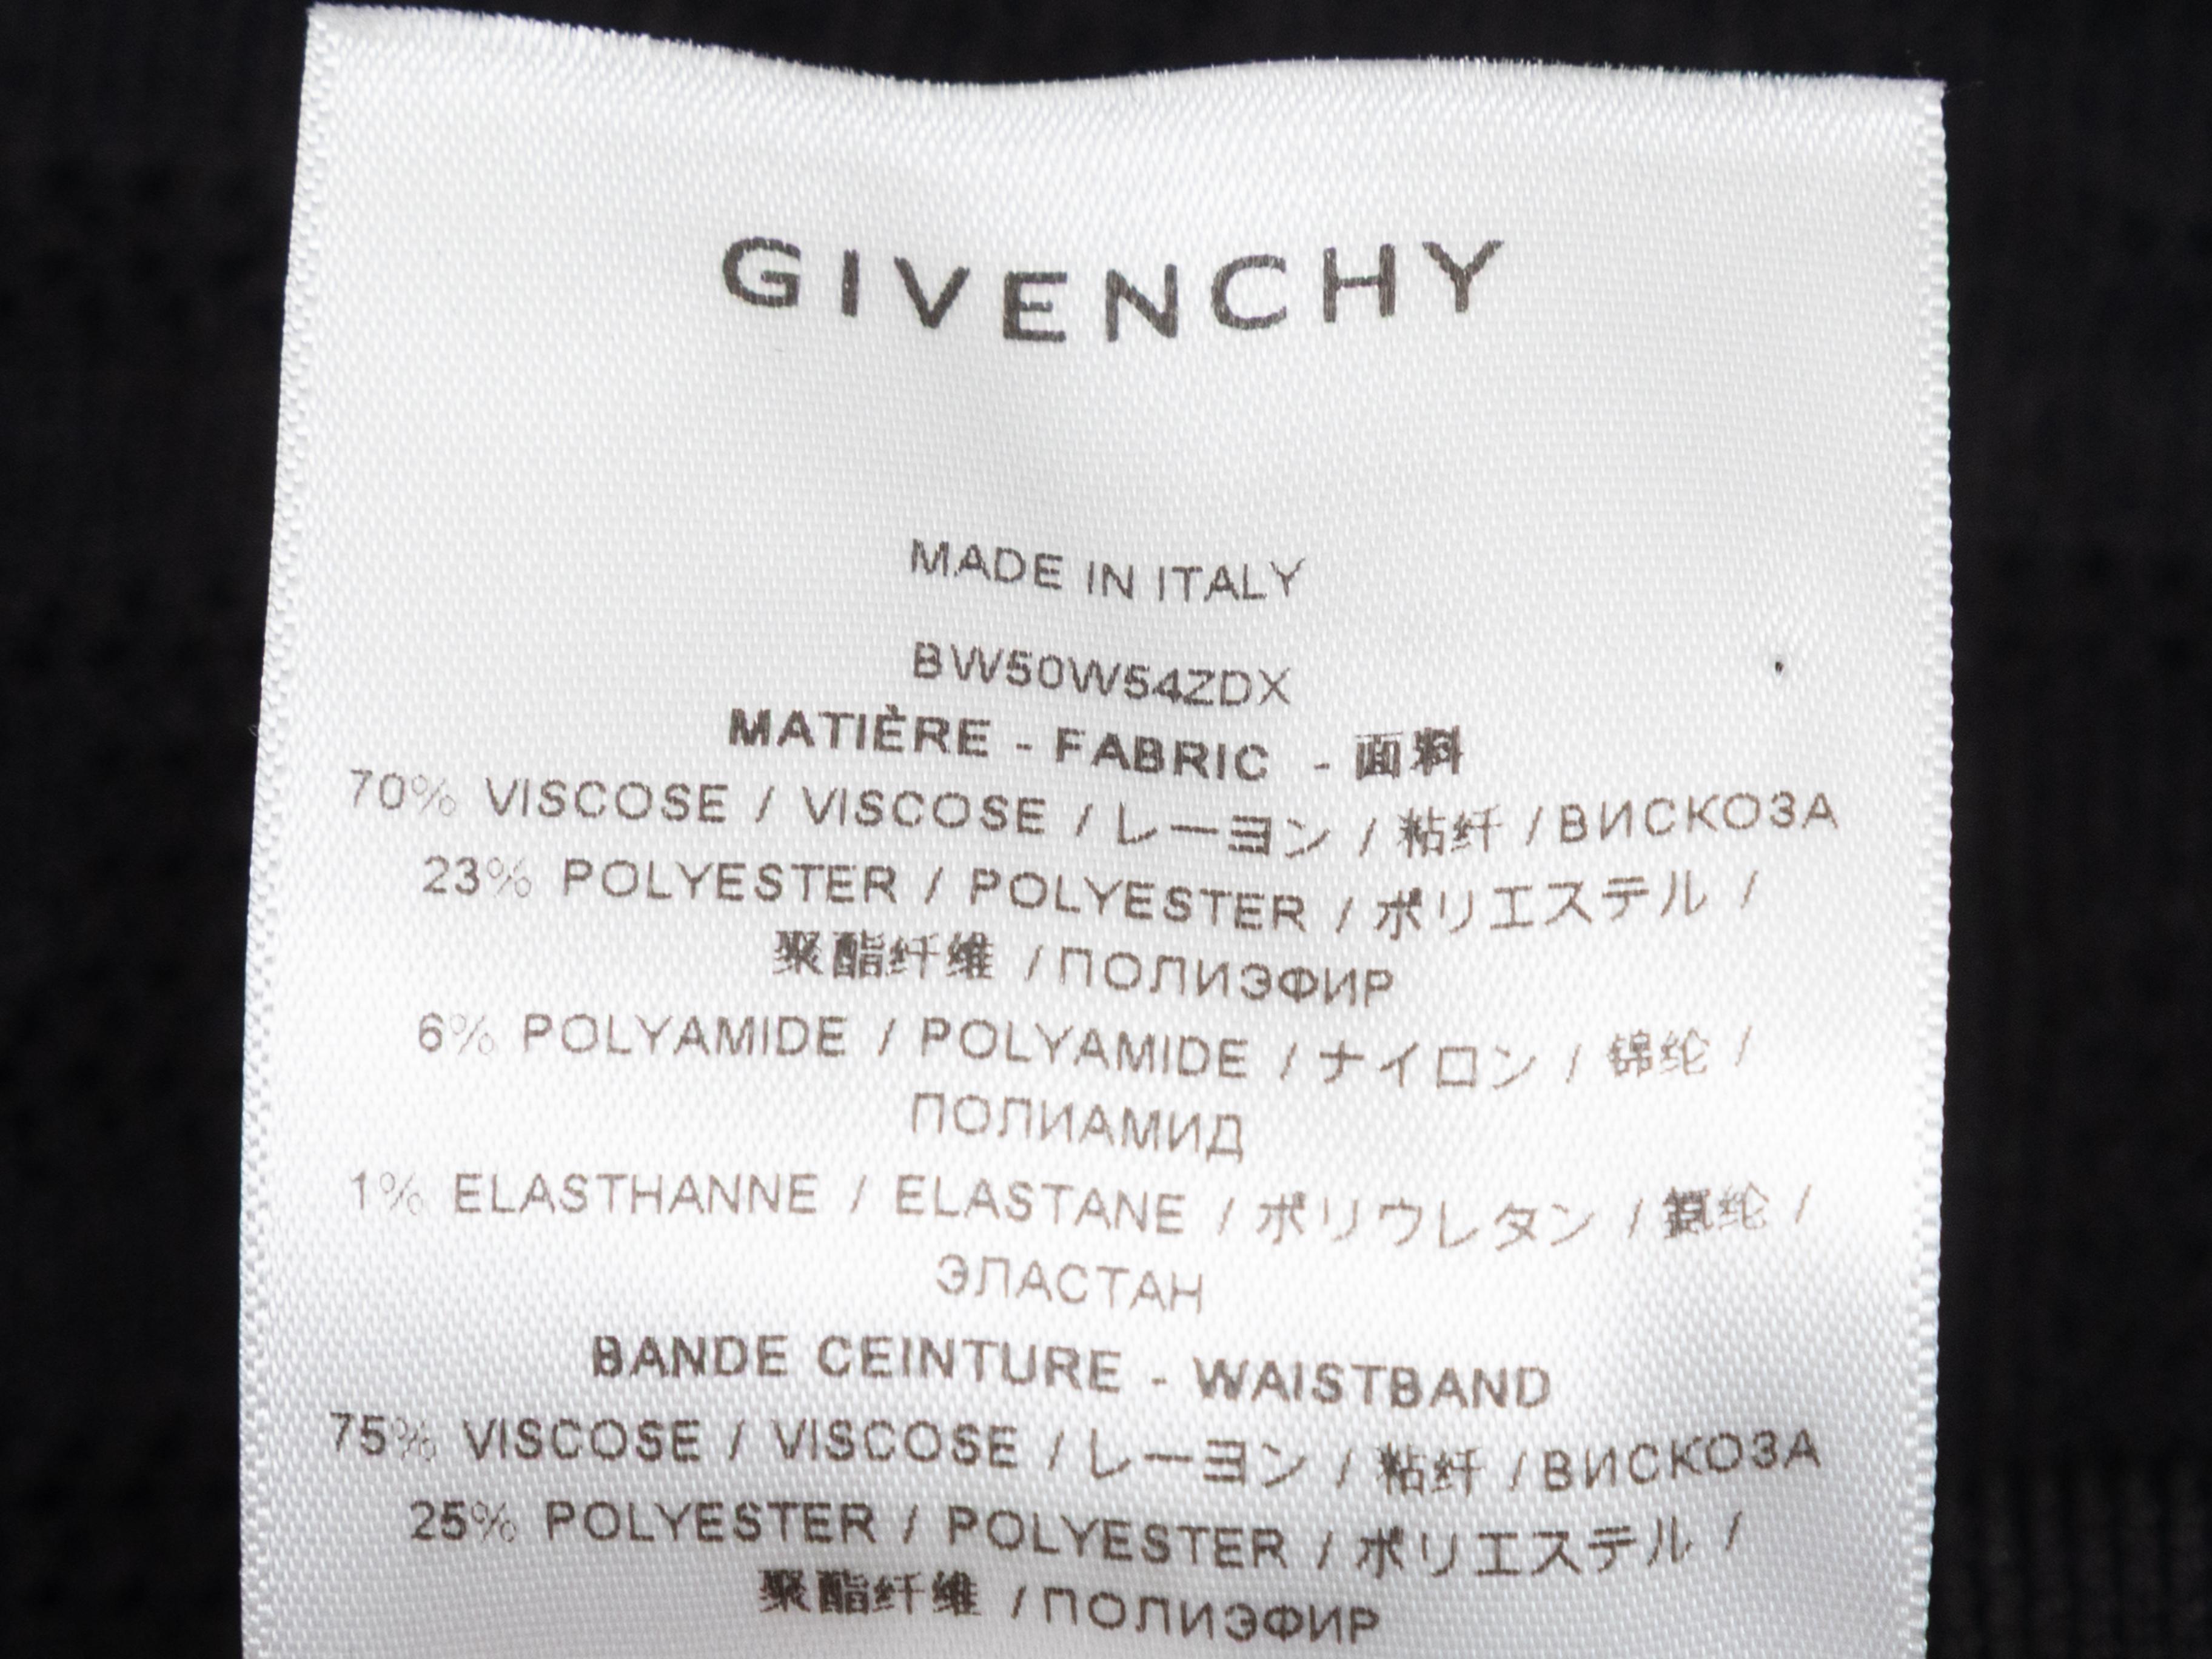 GIVENCHY
MADE IN ITALY
BW50W54ZDX
MATIÈRE - FABRIC - 面料
70% VISCOSE / VISCOSE / レーヨン / 粘纤 / ВИСКОЗА
23% POLYESTER / POLYESTER / ポリエステル /
聚酯纤维 / ПОЛИЭФИР
6% POLYAMIDE / POLYAMIDE / ナイロン / 锦纶 /
ПОЛИАМИД
1% ELASTHANNE / ELASTANE / ポリウレタン / 氨纶 /
ЭЛАСТАН
BANDE CEINTURE - WAISTBAND
75% VISCOSE / VISCOSE / レーヨン / 粘纤 / ВИСКОЗА
25% POLYESTER / POLYESTER / ポリエステル /
聚酯纤维 / ПОЛИЭФИР